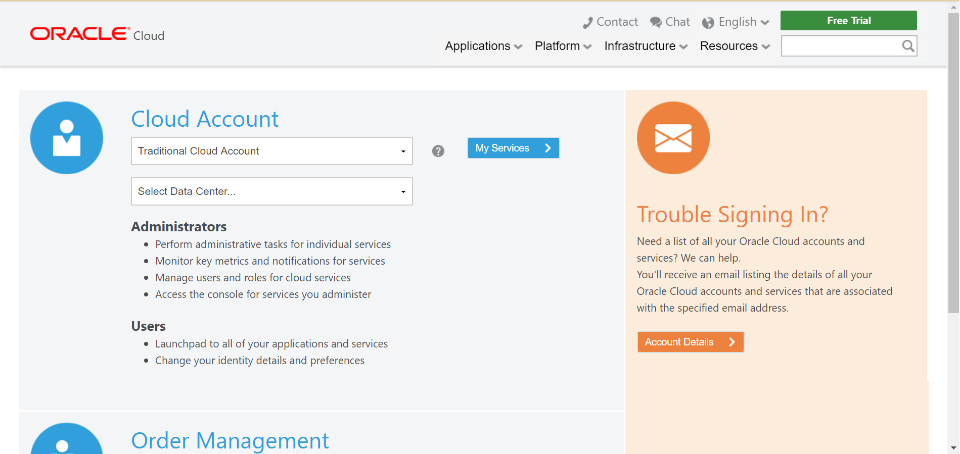 Contact Chat English Free Trial
ORACLE® Cloud
Applications Platform Infrastructure Resources
Cloud Account
Traditional Cloud Account
? My Services
Select Data Center...
Administrators
Perform administrative tasks for individual services
Monitor key metrics and notifications for services
Manage users and roles for cloud services
Access the console for services you administer
Users
Launchpad to all of your applications and services
Change your identity details and preferences
Trouble Signing In?
Need a list of all your Oracle Cloud accounts and
services? We can help.
You'll receive an email listing the details of all your
Oracle Cloud accounts and services that are associated
with the specified email address.
Account Details
Order Management